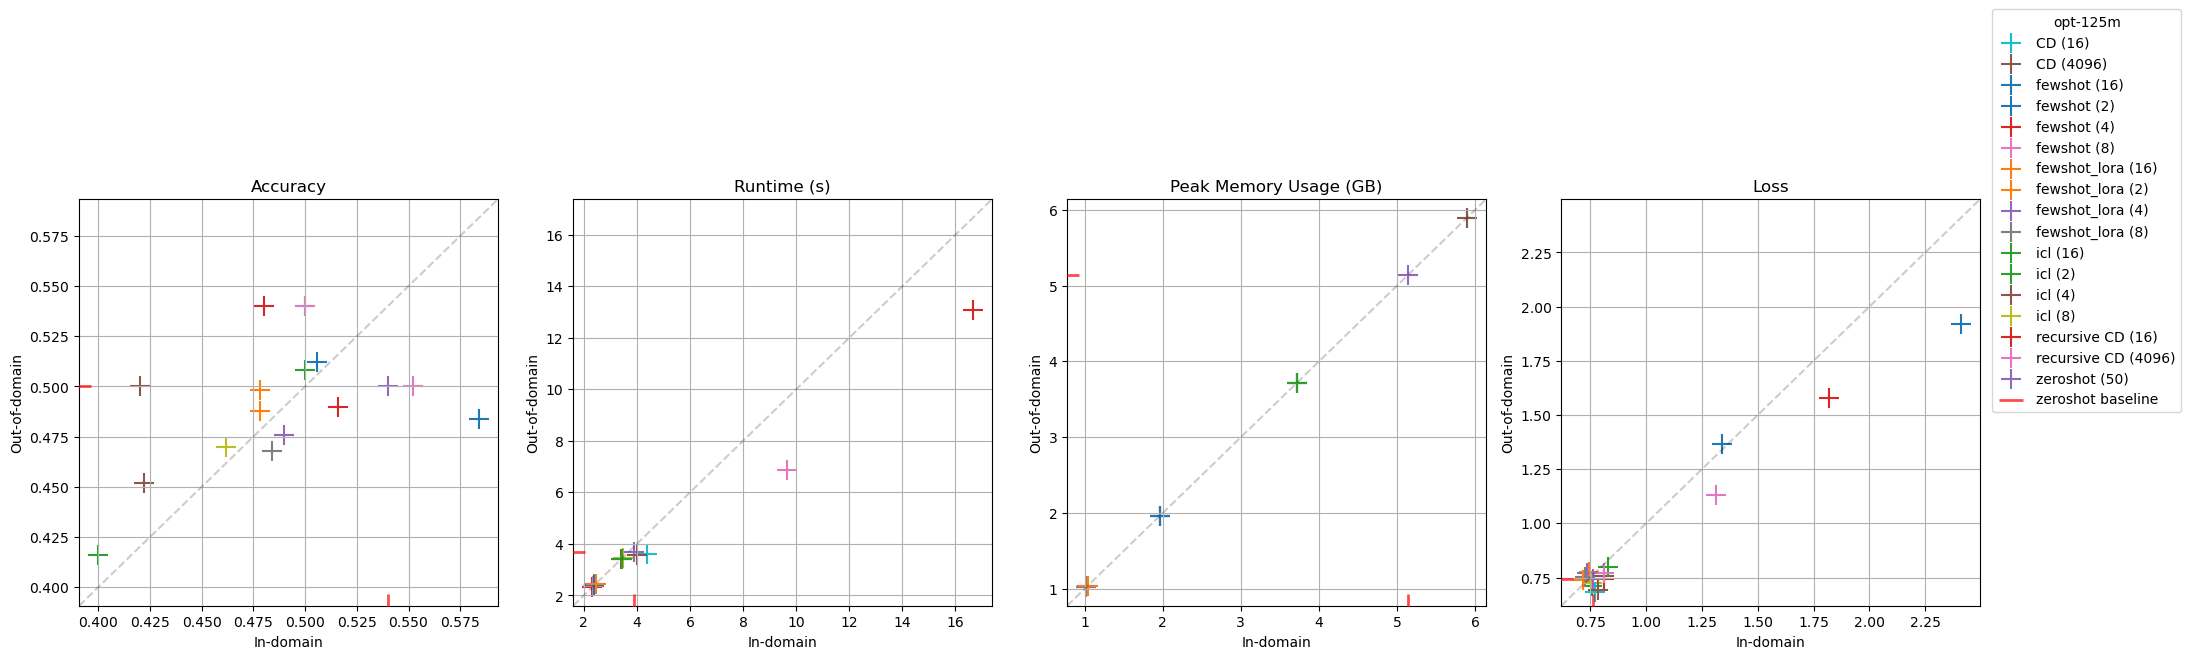 opt-125m
CD (16)
CD (4096)
fewshot (16)
fewshot (2)
fewshot (4)
fewshot (8)
fewshot_lora (16)
fewshot_lora (2)
fewshot_lora (4)
fewshot_lora (8)
icl (16)
icl (2)
icl (4)
icl (8)
recursive CD (16)
recursive CD (4096)
zeroshot (50)
zeroshot baseline
Accuracy
Out-of-domain
0.575
0.550
0.525
0.500
0.475
0.450
0.425
0.400
0.400 0.425 0.450 0.475 0.500 0.525 0.550 0.575
In-domain
Runtime (s)
Out-of-domain
16
14
12
10
8
6
4
2
2 4 6 8 10 12 14 16
In-domain
Peak Memory Usage (GB)
Out-of-domain
6
5
4
3
2
1
1 2 3 4 5 6
In-domain
Loss
Out-of-domain
2.25
2.00
1.75
1.50
1.25
1.00
0.75
0.75 1.00 1.25 1.50 1.75 2.00 2.25
In-domain